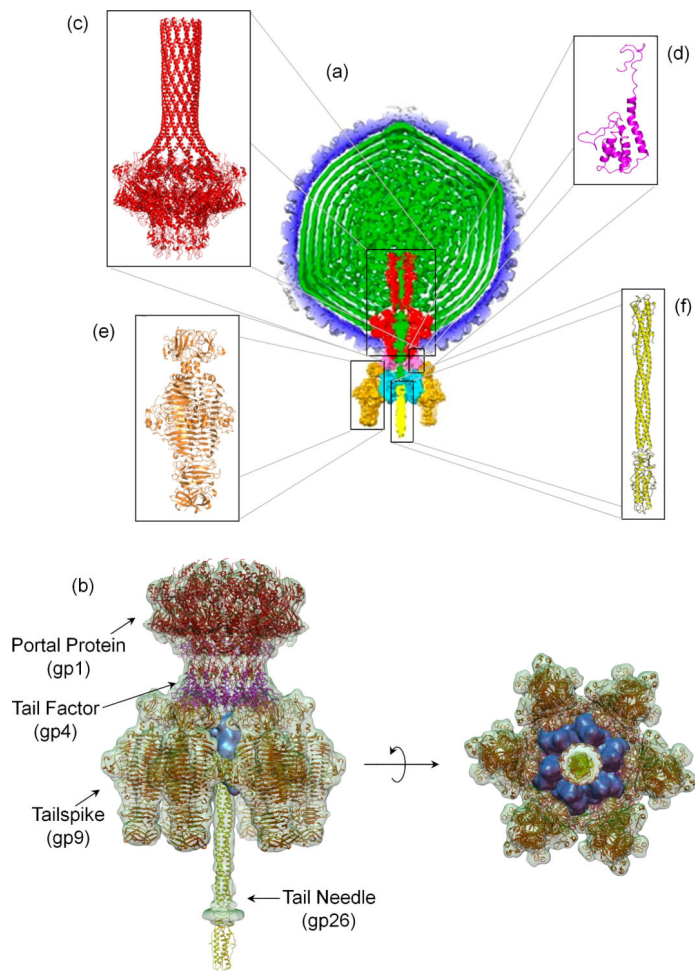 (c)
(a)
(d)
(e)
(f)
(b)
Portal Protein
(gp1)
Tail Factor
(gp4)
Tailspike
(gp9)
Tail Needle
(gp26)